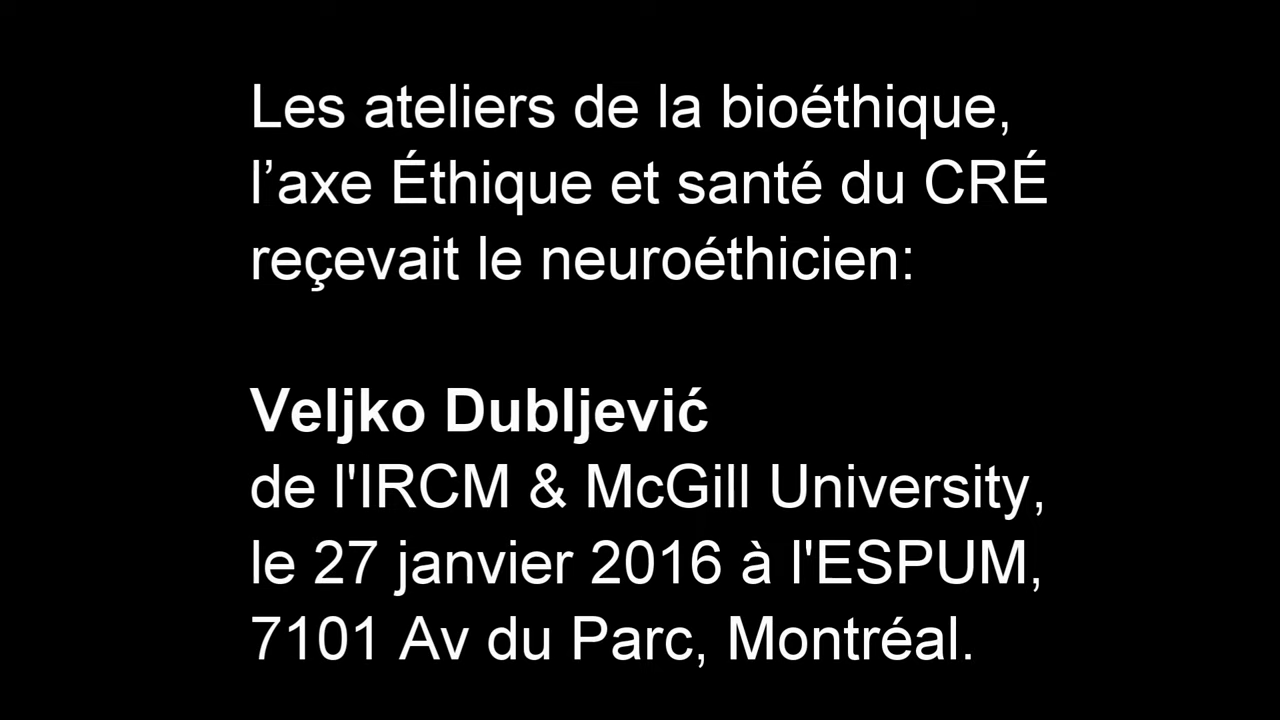 Les ateliers de la bioéthique,
l’axe Éthique et santé du CRÉ
reçevait le neuroéthicien:
Veljko Dubljević
de l'IRCM & McGill University,
le 27 janvier 2016 à l'ESPUM,
7101 Av du Parc, Montréal.